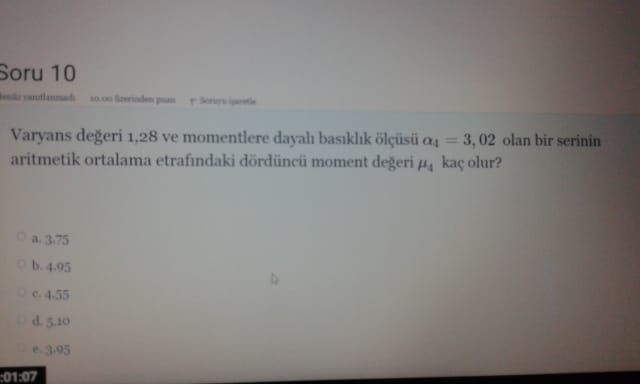 Soru 10
Henüz yanıtlanmadı 10.00 üzerinden puan Soruyu işaretle
Varyans değeri 1,28 ve momentlere dayalı basıklık ölçüsü α₄ = 3, 02 olan bir serinin
aritmetik ortalama etrafındaki dördüncü moment değeri μ₄ kaç olur?
a. 3.75
b. 4.95
c. 4.55
d. 5.10
e. 3.95
:01:07